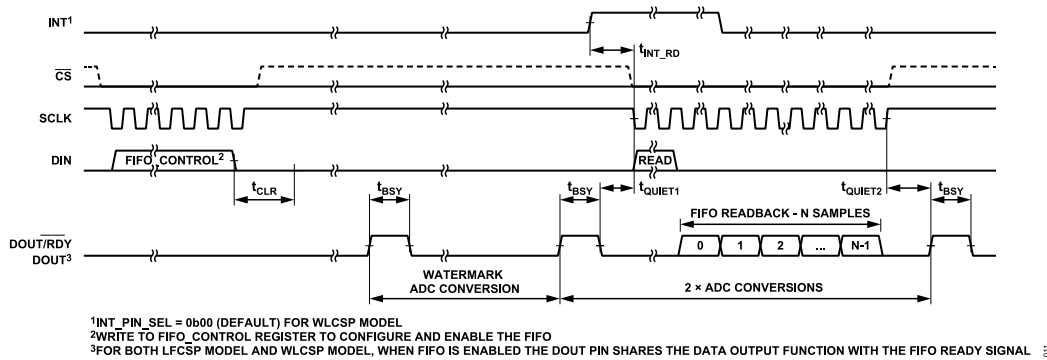 INT¹
tINT_RD
CS
SCLK
DIN
FIFO_CONTROL²
READ
tCLR
tBSY
tBSY
tQUIET1
tQUIET2
tBSY
FIFO READBACK - N SAMPLES
DOUT/RDY
DOUT³
0
1
2
...
N-1
WATERMARK
ADC CONVERSION
2 × ADC CONVERSIONS
¹INT_PIN_SEL = 0b00 (DEFAULT) FOR WLCSP MODEL
²WRITE TO FIFO_CONTROL REGISTER TO CONFIGURE AND ENABLE THE FIFO
³FOR BOTH LFCSP MODEL AND WLCSP MODEL, WHEN FIFO IS ENABLED THE DOUT PIN SHARES THE DATA OUTPUT FUNCTION WITH THE FIFO READY SIGNAL